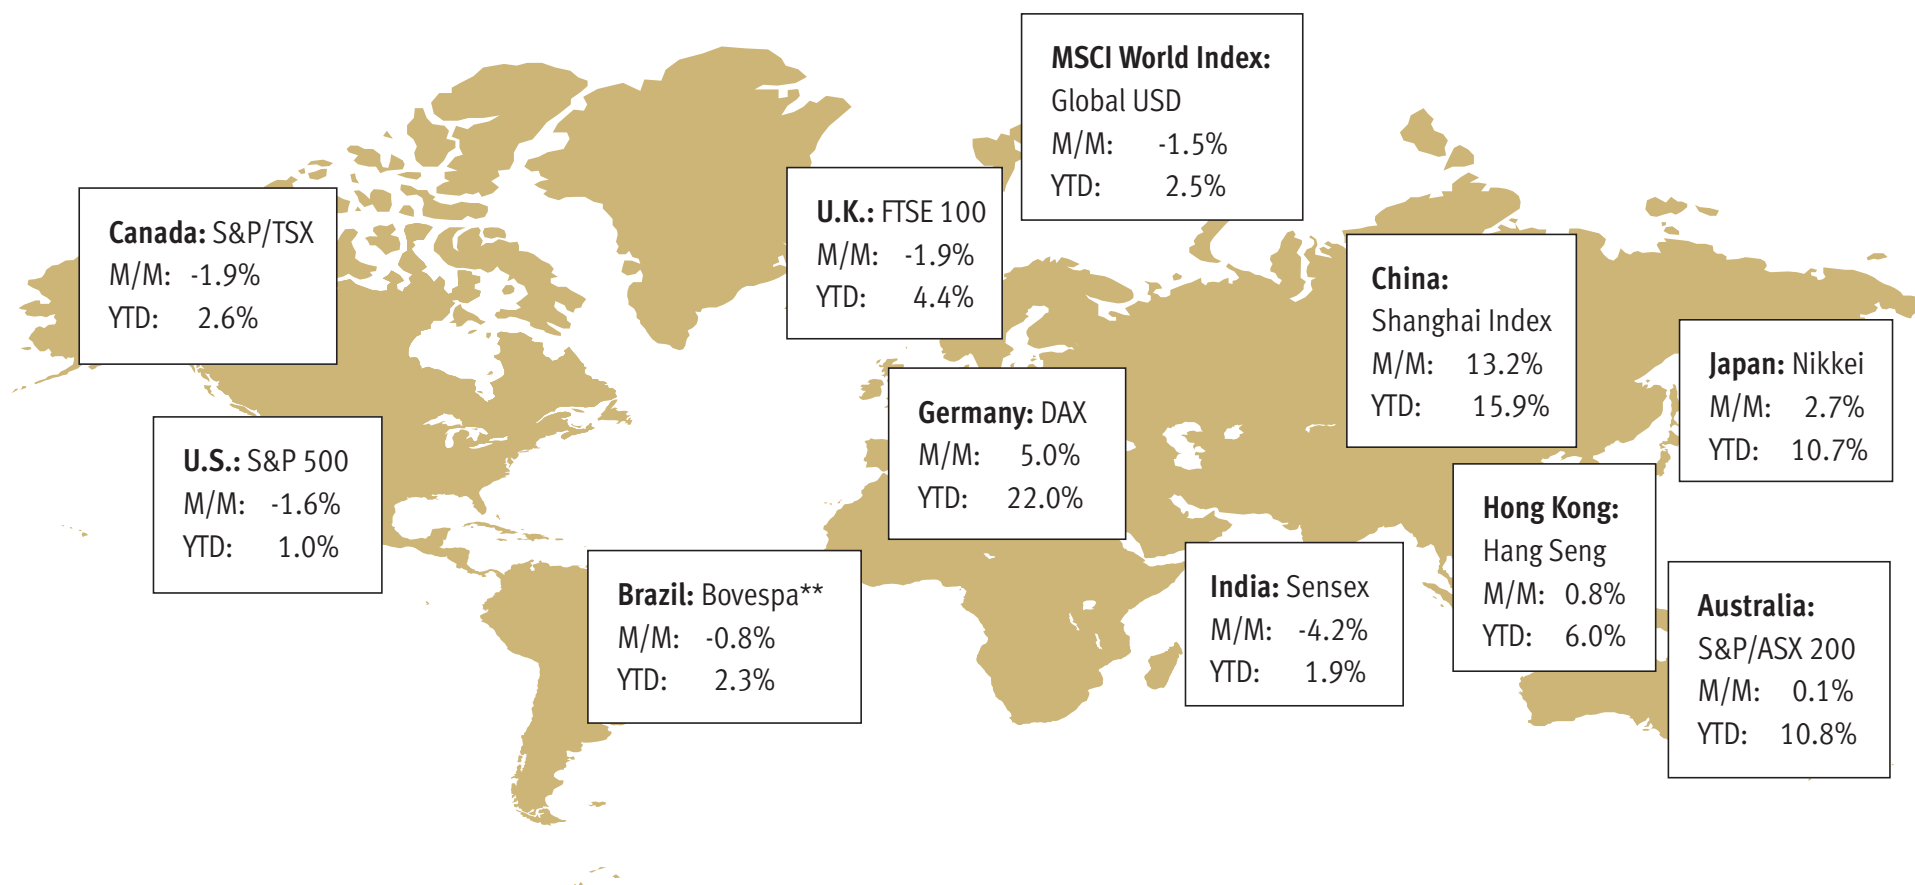 MSCI World Index:
Global USD
M/M: -1.5%
YTD: 2.5%
Canada: S&P/TSX
M/M: -1.9%
YTD: 2.6%
U.K.: FTSE 100
M/M: -1.9%
YTD: 4.4%
China:
Shanghai Index
M/M: 13.2%
YTD: 15.9%
Japan: Nikkei
M/M: 2.7%
YTD: 10.7%
U.S.: S&P 500
M/M: -1.6%
YTD: 1.0%
Germany: DAX
M/M: 5.0%
YTD: 22.0%
Hong Kong:
Hang Seng
M/M: 0.8%
YTD: 6.0%
Brazil: Bovespa**
M/M: -0.8%
YTD: 2.3%
India: Sensex
M/M: -4.2%
YTD: 1.9%
Australia:
S&P/ASX 200
M/M: 0.1%
YTD: 10.8%